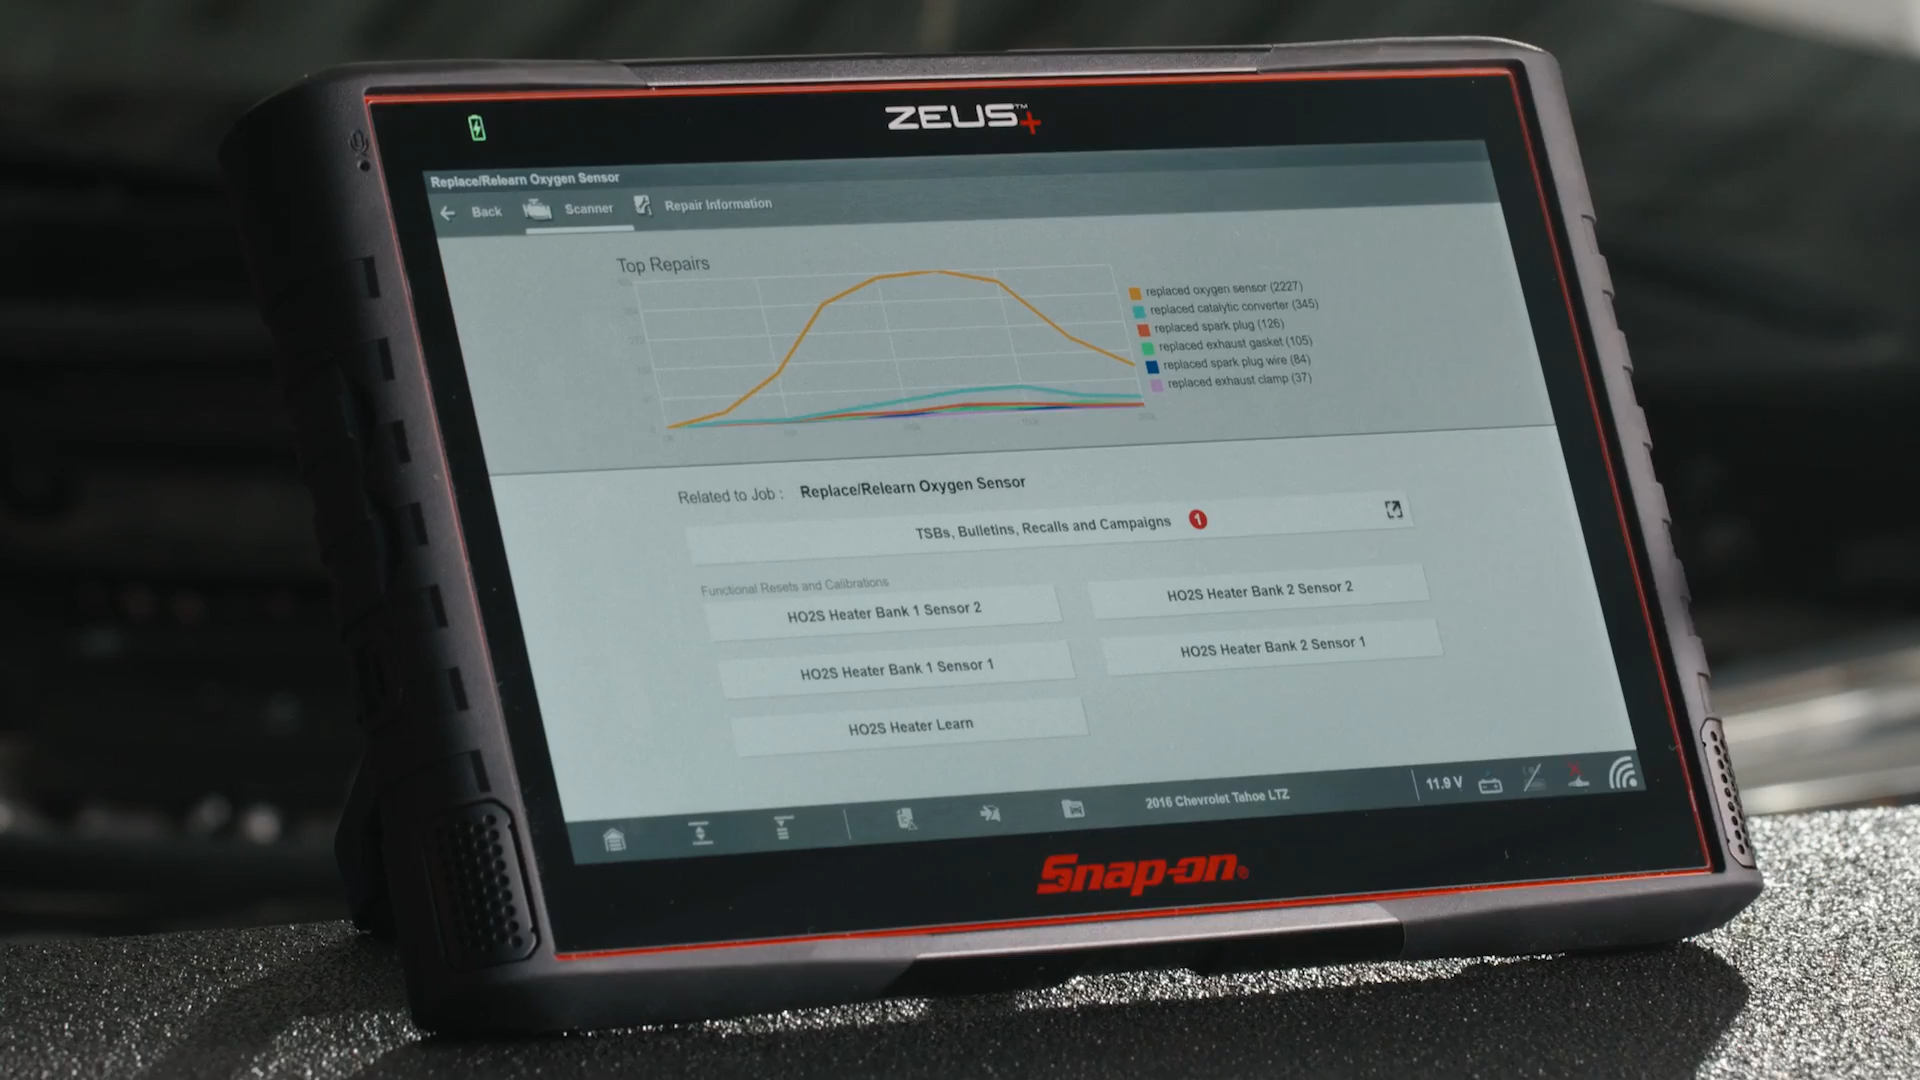 ZEUS™+
Replace/Relearn Oxygen Sensor
Back Scanner Repair Information
Top Repairs
replaced oxygen sensor (2227)
replaced catalytic converter (345)
replaced spark plug (126)
replaced exhaust gasket (105)
replaced spark plug wire (84)
replaced exhaust clamp (37)
Related to Job : Replace/Relearn Oxygen Sensor
TSBs, Bulletins, Recalls and Campaigns 1
Functional Resets and Calibrations
HO2S Heater Bank 1 Sensor 2
HO2S Heater Bank 2 Sensor 2
HO2S Heater Bank 1 Sensor 1
HO2S Heater Bank 2 Sensor 1
HO2S Heater Learn
2016 Chevrolet Tahoe LTZ
11.9 V
Snap-on®